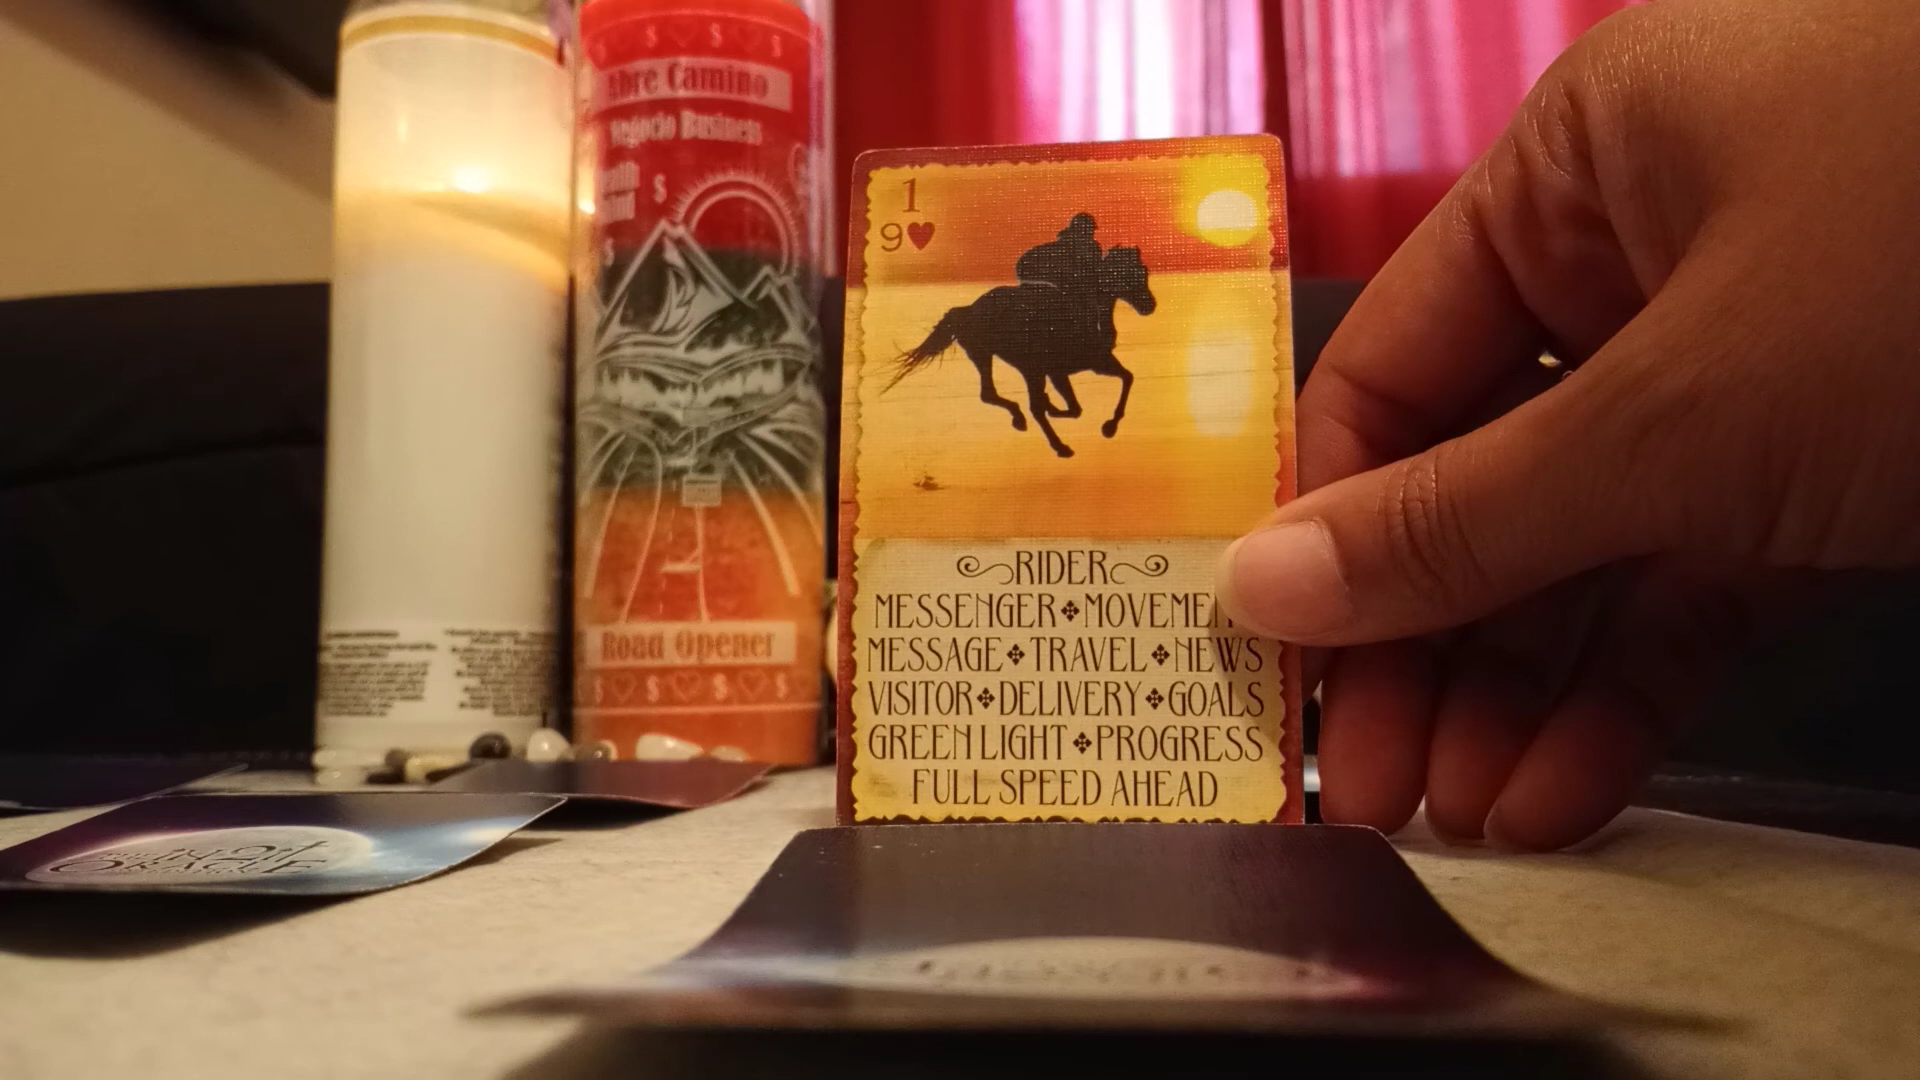 Abre Camino
Negocio Business
$
Road Opener
$ $ $
1
9♥
RIDER
MESSENGER ❖ MOVEMEN
MESSAGE ❖ TRAVEL ❖ NEWS
VISITOR ❖ DELIVERY ❖ GOALS
GREEN LIGHT ❖ PROGRESS
FULL SPEED AHEAD
ORACLE